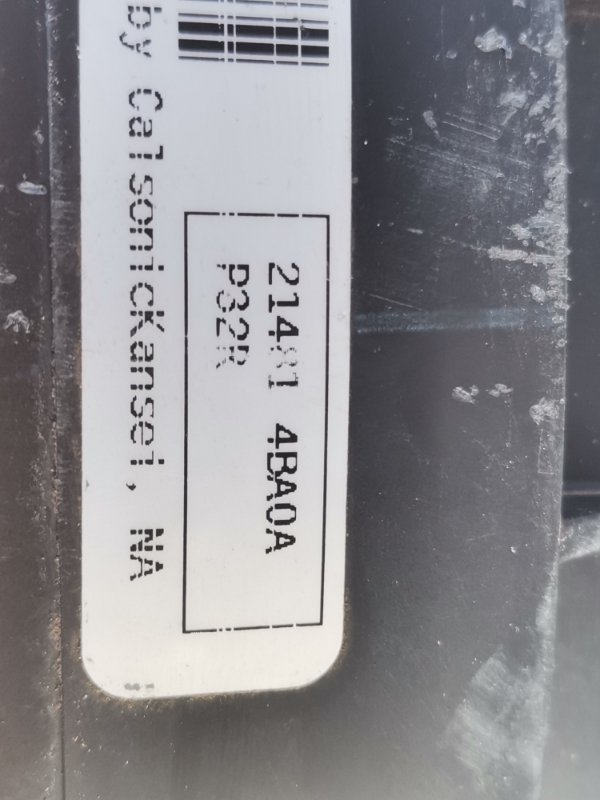 21481 4BA0A
P32R
by CalsonicKansei, NA